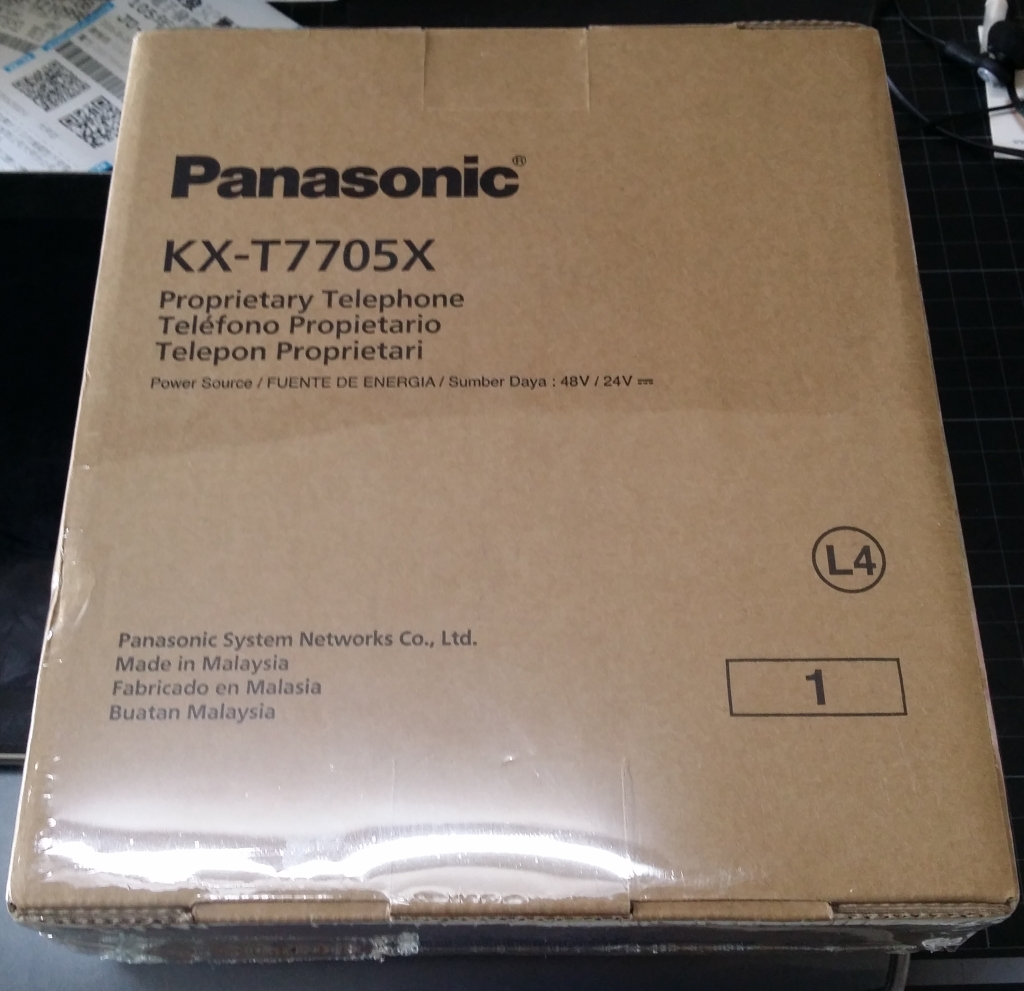 Panasonic®
KX-T7705X
Proprietary Telephone
Teléfono Propietario
Telepon Proprietari
Power Source / FUENTE DE ENERGIA / Sumber Daya : 48V / 24V ⎓
L4
Panasonic System Networks Co., Ltd.
Made in Malaysia
Fabricado en Malasia
Buatan Malaysia
1